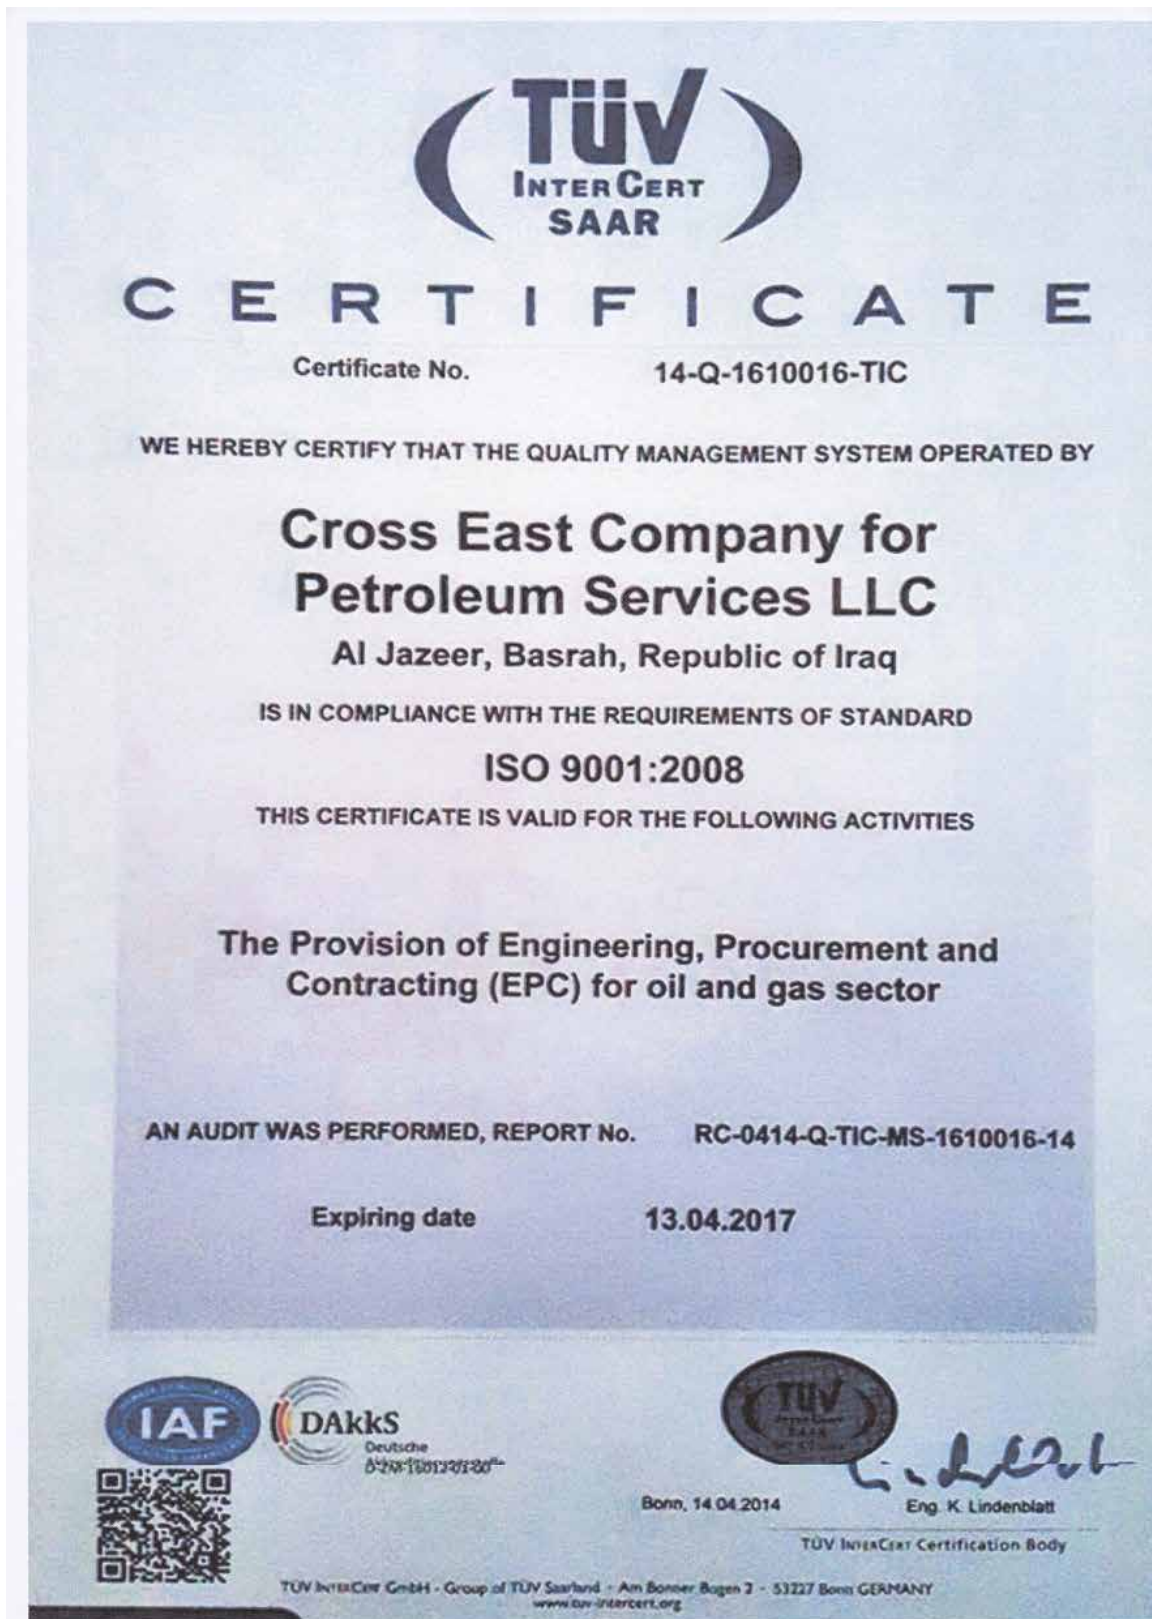 TÜV
INTERCERT
SAAR
CERTIFICATE
Certificate No. 14-Q-1610016-TIC
WE HEREBY CERTIFY THAT THE QUALITY MANAGEMENT SYSTEM OPERATED BY
Cross East Company for
Petroleum Services LLC
Al Jazeer, Basrah, Republic of Iraq
IS IN COMPLIANCE WITH THE REQUIREMENTS OF STANDARD
ISO 9001:2008
THIS CERTIFICATE IS VALID FOR THE FOLLOWING ACTIVITIES
The Provision of Engineering, Procurement and
Contracting (EPC) for oil and gas sector
AN AUDIT WAS PERFORMED, REPORT No. RC-0414-Q-TIC-MS-1610016-14
Expiring date 13.04.2017
IAF
DAkkS
Deutsche
TÜV
INTERCERT
SAAR
Bonn, 14.04.2014
Eng. K. Lindenblatt
TÜV INTERCERT Certification Body
TÜV INTERCERT GmbH - Group of TÜV Saarland - Am Bonner Bogen 2 - 53227 Bonn GERMANY
www.tuv-intercert.org